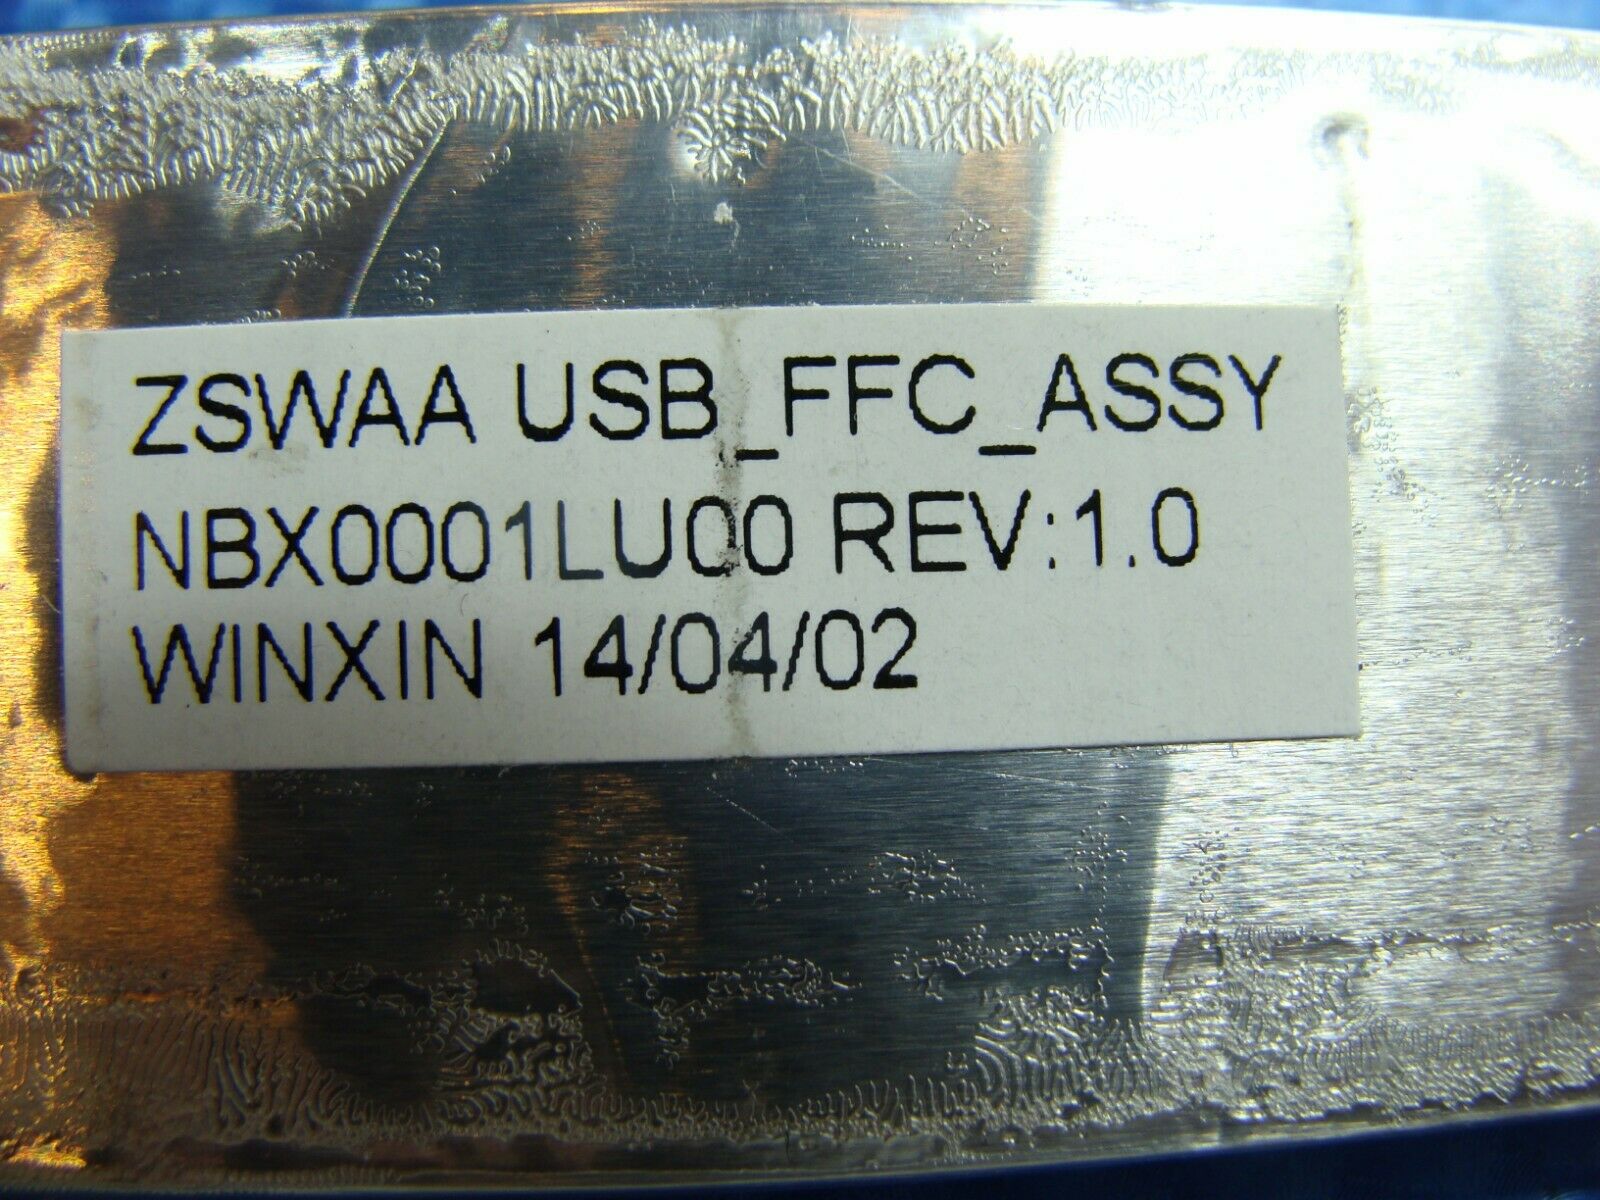 ZSWAA USB_FFC_ASSY
NBX0001LU00 REV:1.0
WINXIN 14/04/02